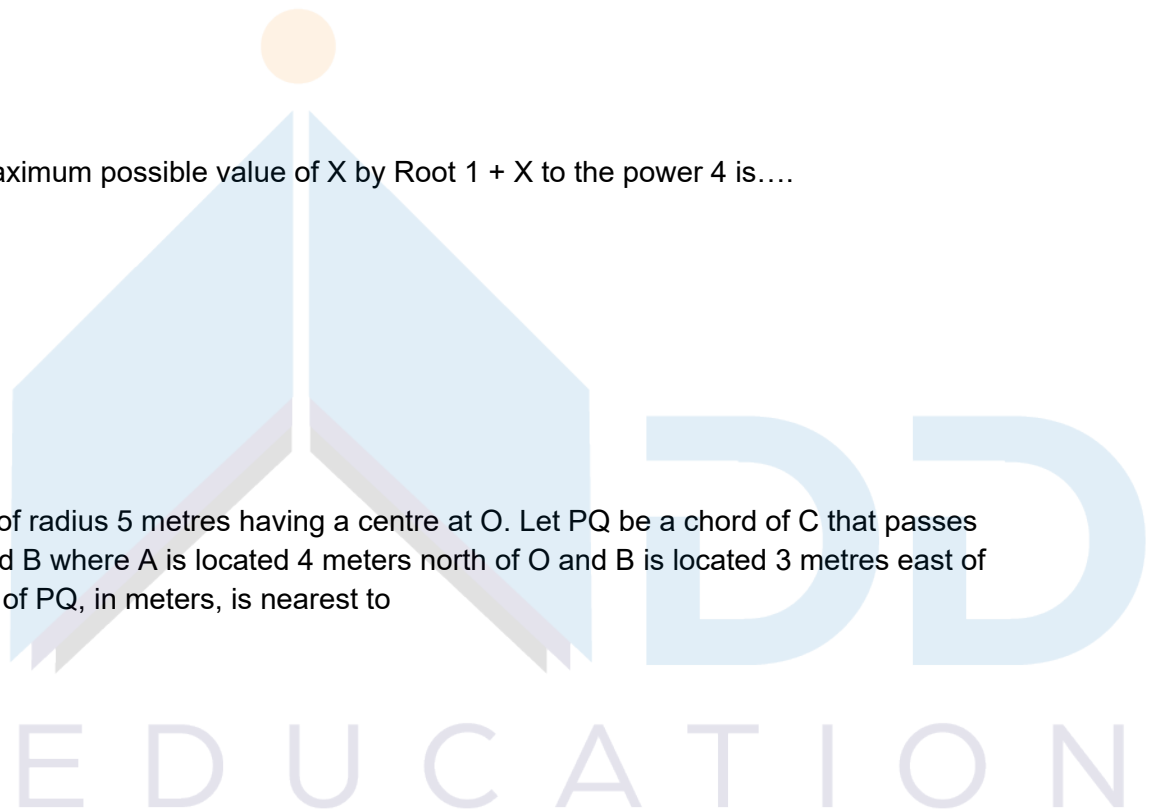 aximum possible value of X by Root 1 + X to the power 4 is….
of radius 5 metres having a centre at O. Let PQ be a chord of C that passes
d B where A is located 4 meters north of O and B is located 3 metres east of
of PQ, in meters, is nearest to
DD
EDUCATION